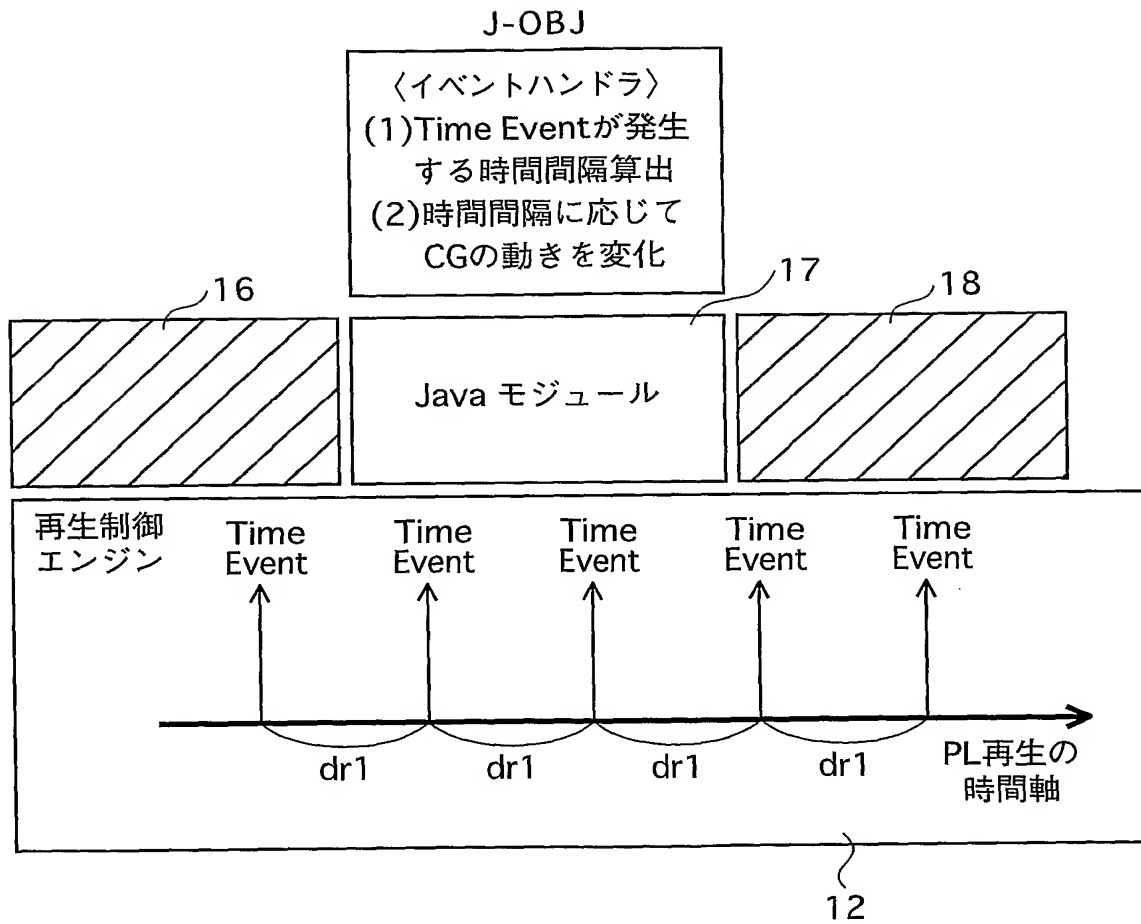 J-OBJ
〈イベントハンドラ〉
(1)Time Eventが発生
する時間間隔算出
(2)時間間隔に応じて
CGの動きを変化
16
17
18
Java モジュール
再生制御
エンジン
Time
Event
Time
Event
Time
Event
Time
Event
Time
Event
dr1
dr1
dr1
dr1
PL再生の
時間軸
12